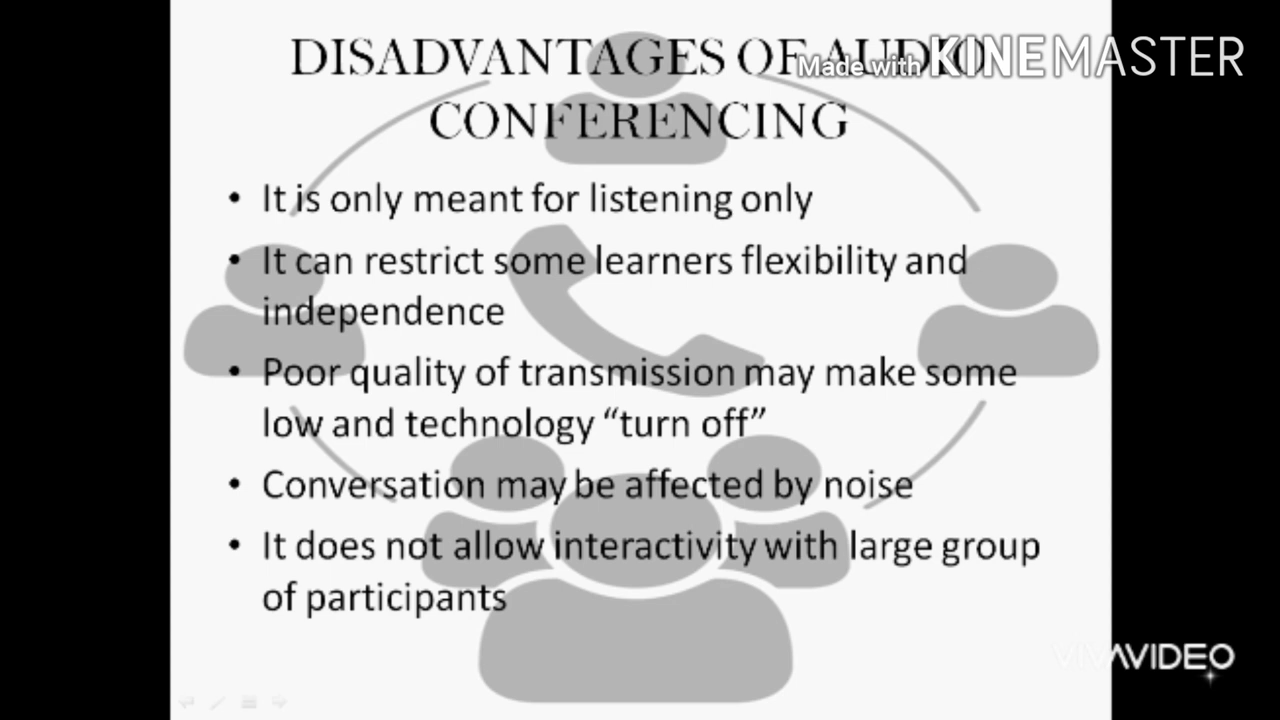 DISADVANTAGES OF AUDIO
Made with KINEMASTER
CONFERENCING
• It is only meant for listening only
• It can restrict some learners flexibility and
independence
• Poor quality of transmission may make some
low and technology “turn off”
• Conversation may be affected by noise
• It does not allow interactivity with large group
of participants
VIVAVIDEO